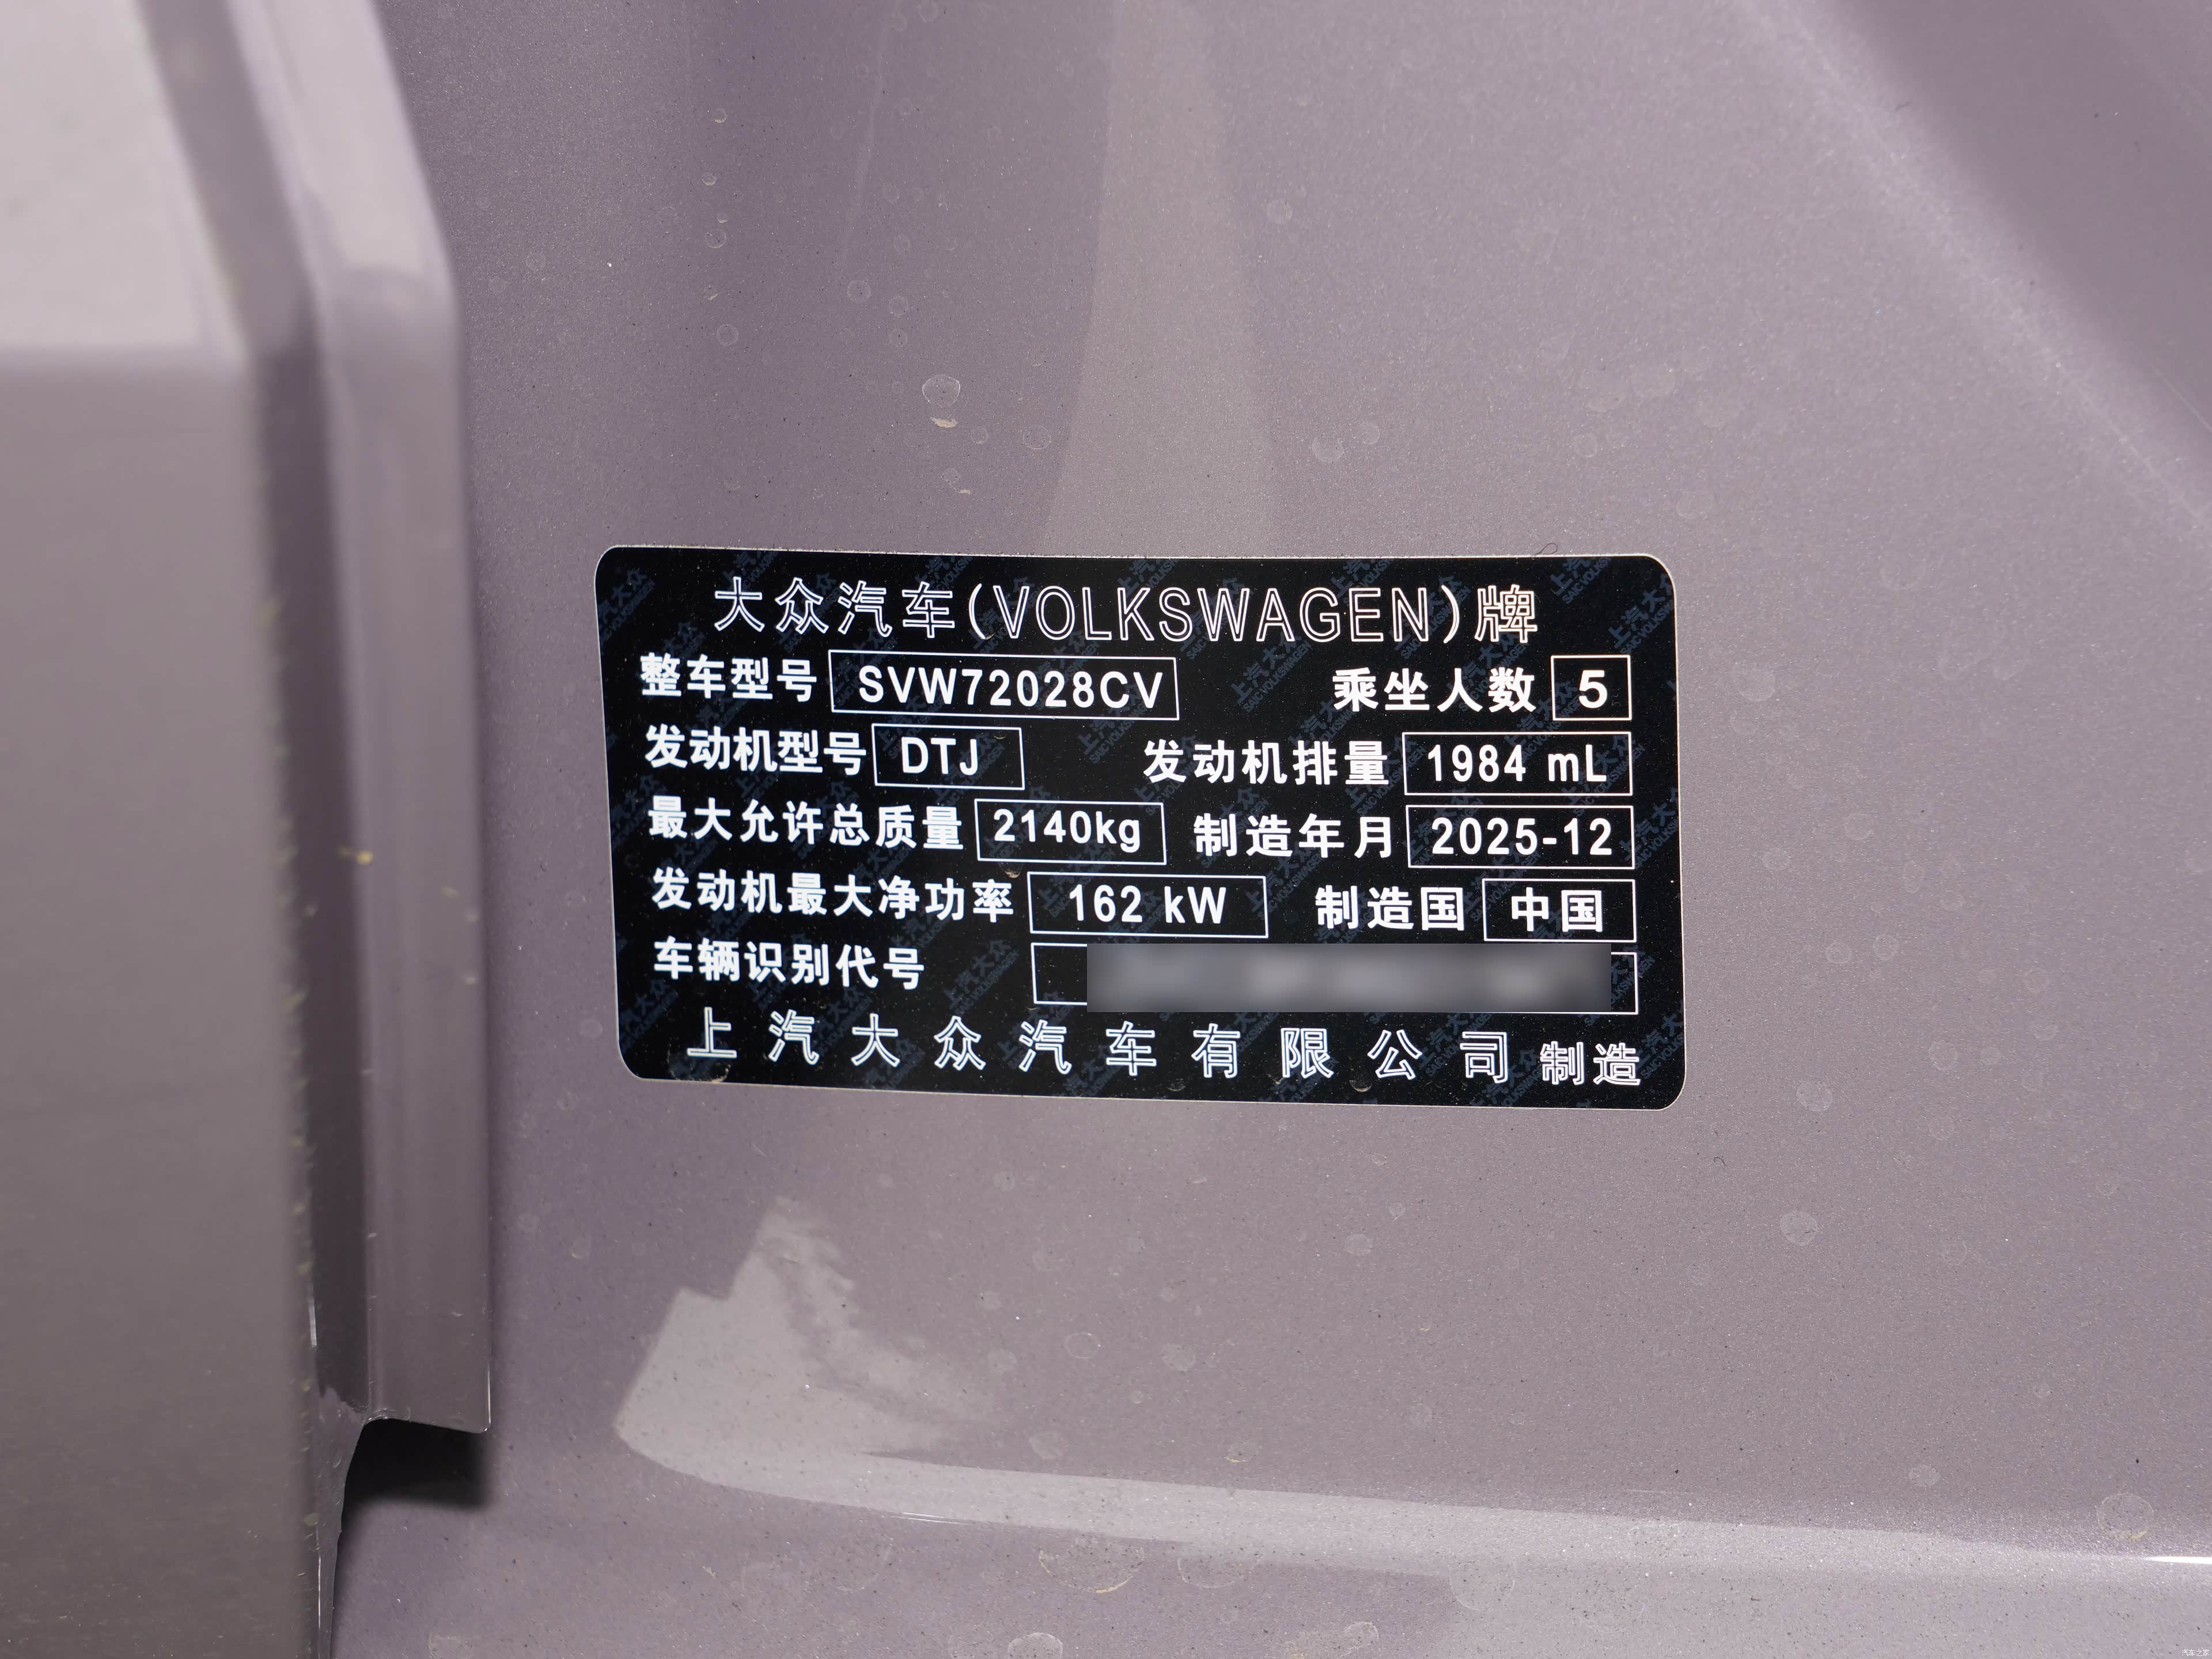 大众汽车(VOLKSWAGEN)牌
整车型号 SVW72028CV 乘坐人数 5
发动机型号 DTJ 发动机排量 1984 mL
最大允许总质量 2140kg 制造年月 2025-12
发动机最大净功率 162 kW 制造国 中国
车辆识别代号
上汽大众汽车有限公司 制造
汽车之家